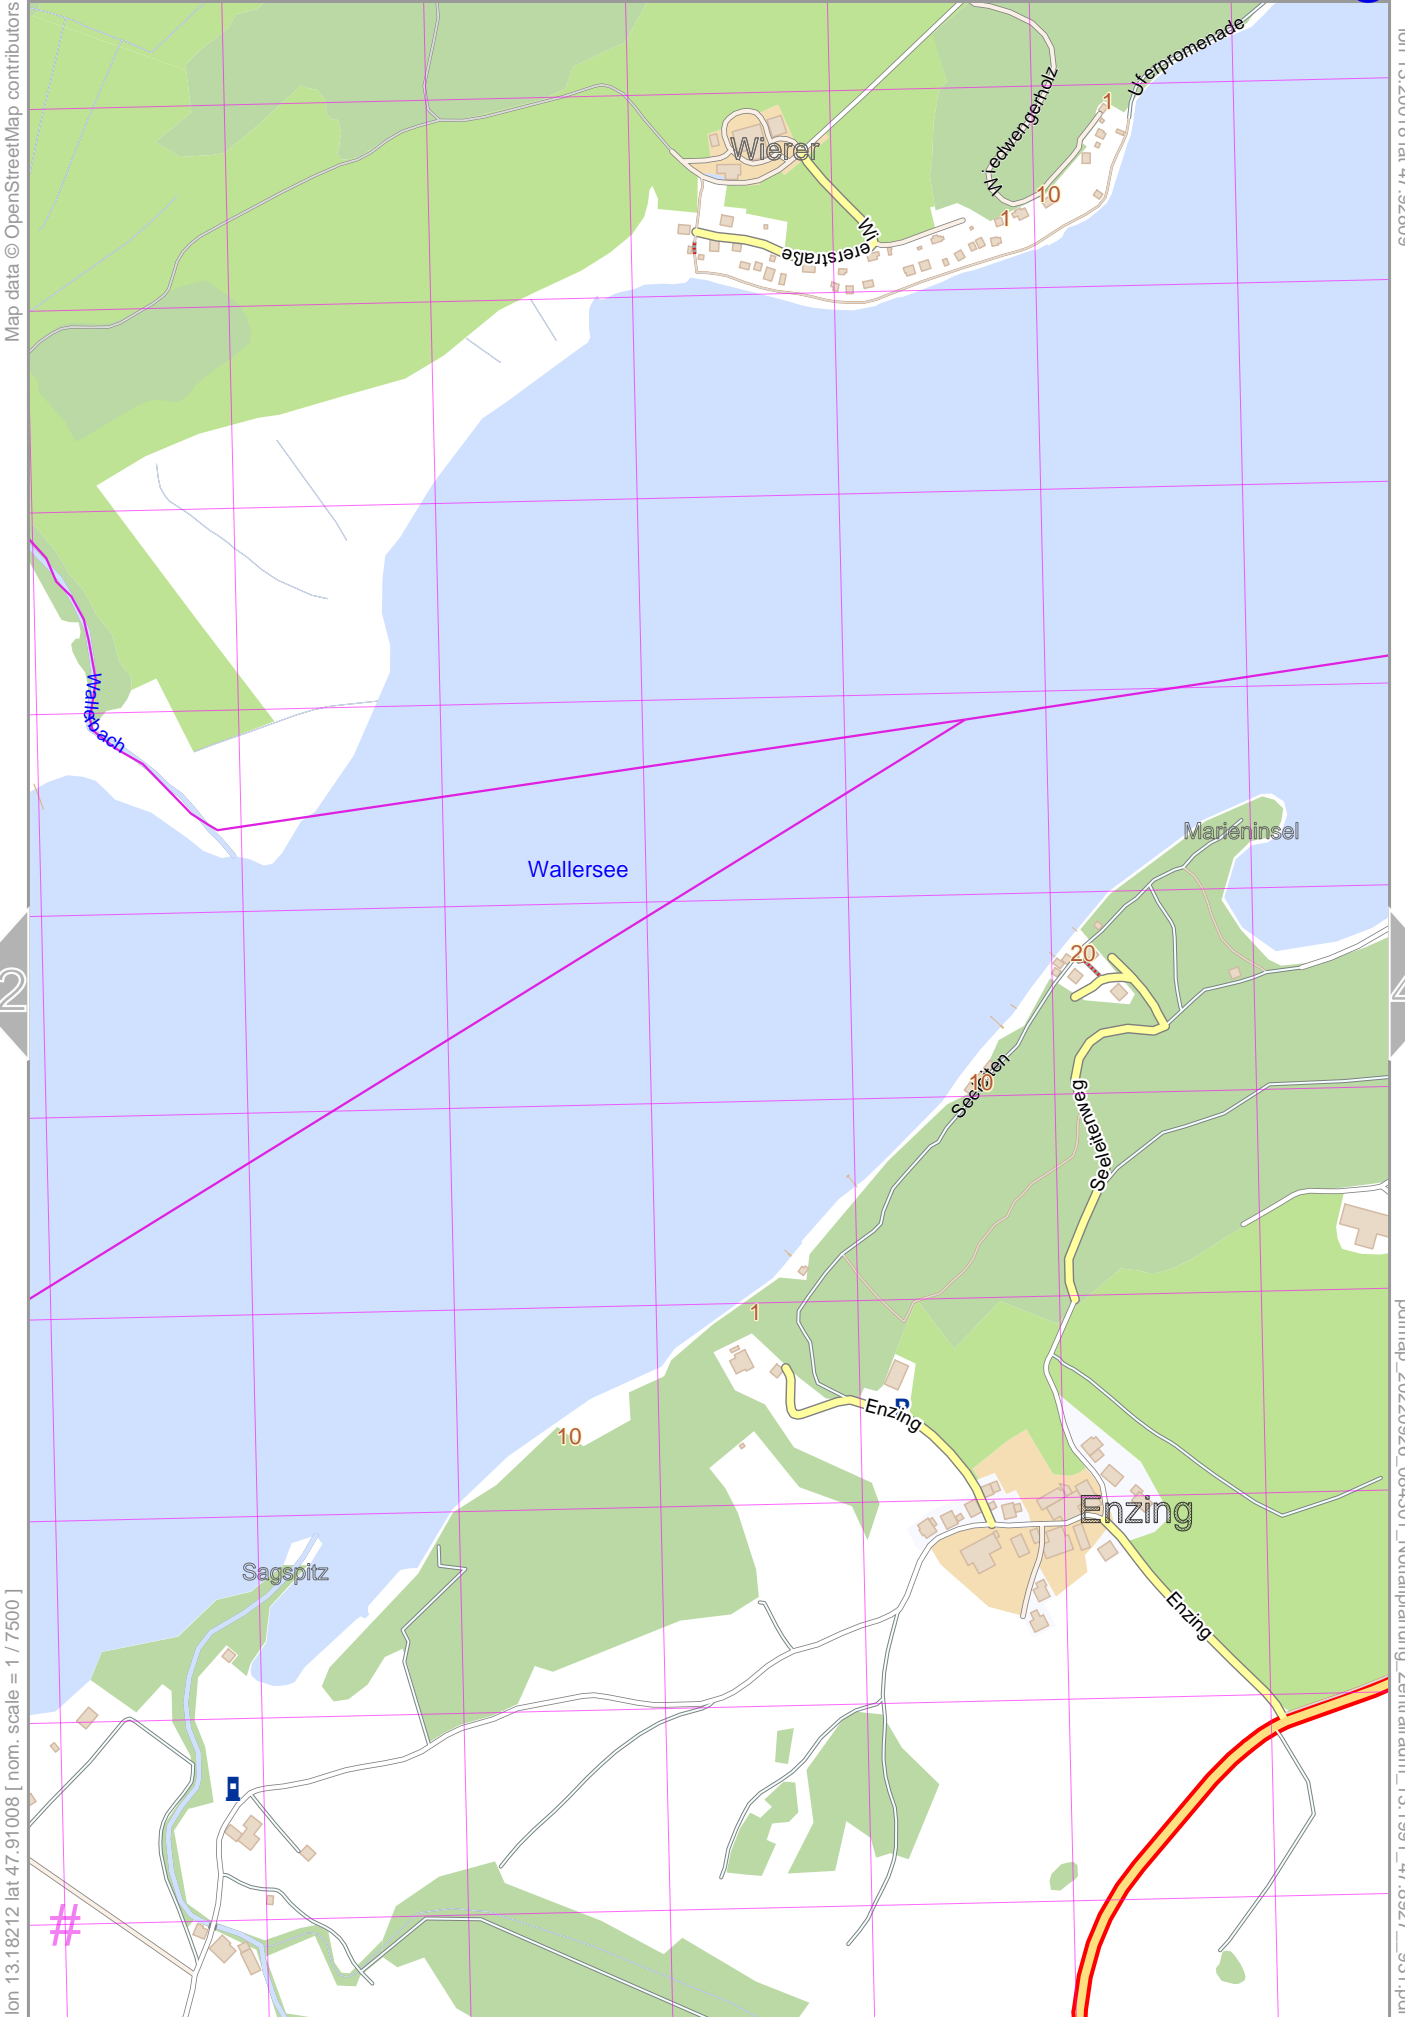 Map data © OpenStreetMap contributors
Uferpromenade
Wiedwengerholz
1
Wierer
10
1
Wiererstraße
Wallerbach
Wallersee
Marieninsel
20
2
10
Seeleitenweg
1
Enzing
10
Enzing
Sagspitz
Enzing
#
lon 13.18212 lat 47.91008 [ nom. scale = 1 / 7500 ]